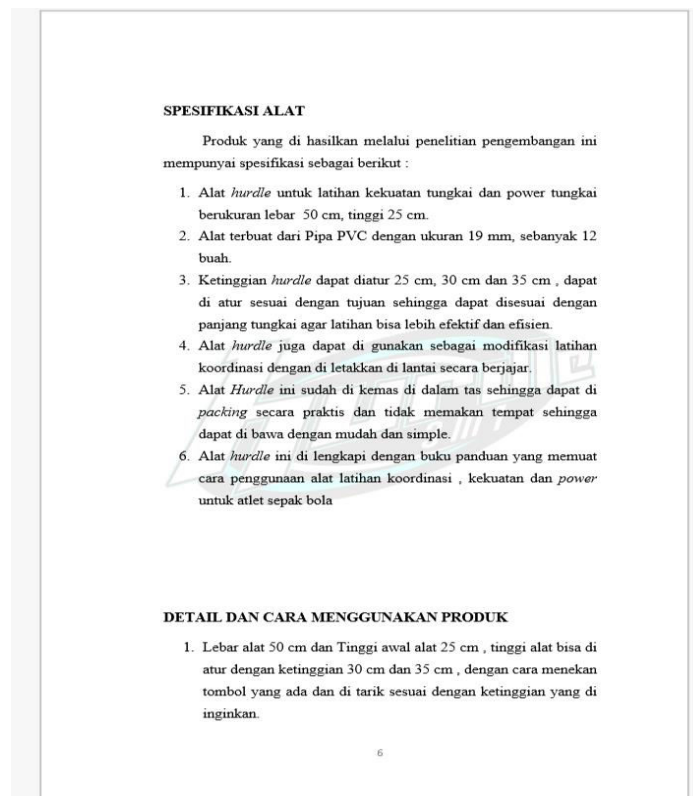 SPESIFIKASI ALAT
Produk yang di hasilkan melalui penelitian pengembangan ini
mempunyai spesifikasi sebagai berikut :
1. Alat hurdle untuk latihan kekuatan tungkai dan power tungkai
berukuran lebar 50 cm, tinggi 25 cm.
2. Alat terbuat dari Pipa PVC dengan ukuran 19 mm, sebanyak 12
buah.
3. Ketinggian hurdle dapat diatur 25 cm, 30 cm dan 35 cm , dapat
di atur sesuai dengan tujuan sehingga dapat disesuai dengan
panjang tungkai agar latihan bisa lebih efektif dan efisien.
4. Alat hurdle juga dapat di gunakan sebagai modifikasi latihan
koordinasi dengan di letakkan di lantai secara berjajar.
5. Alat Hurdle ini sudah di kemas di dalam tas sehingga dapat di
packing secara praktis dan tidak memakan tempat sehingga
dapat di bawa dengan mudah dan simple.
6. Alat hurdle ini di lengkapi dengan buku panduan yang memuat
cara penggunaan alat latihan koordinasi , kekuatan dan power
untuk atlet sepak bola
DETAIL DAN CARA MENGGUNAKAN PRODUK
1. Lebar alat 50 cm dan Tinggi awal alat 25 cm , tinggi alat bisa di
atur dengan ketinggian 30 cm dan 35 cm , dengan cara menekan
tombol yang ada dan di tarik sesuai dengan ketinggian yang di
inginkan.
6